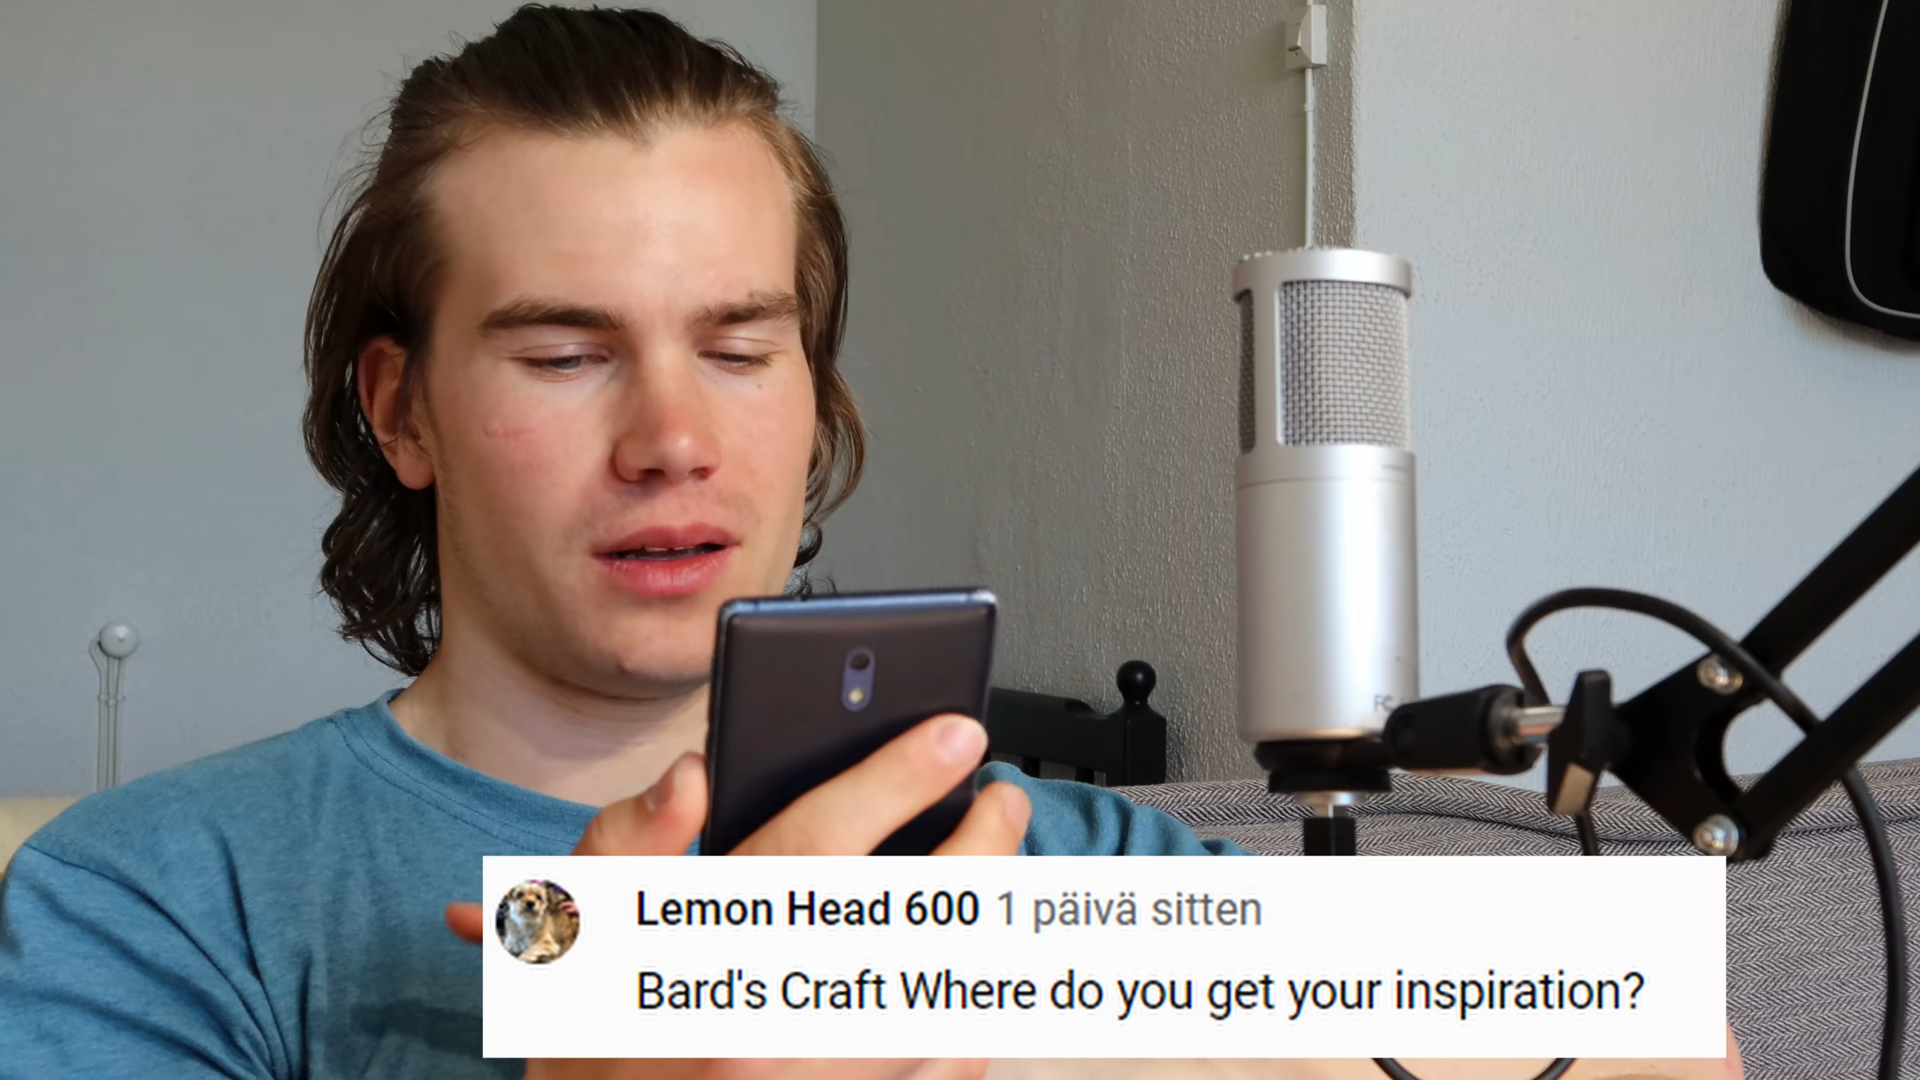 Lemon Head 600 1 päivä sitten
Bard's Craft Where do you get your inspiration?